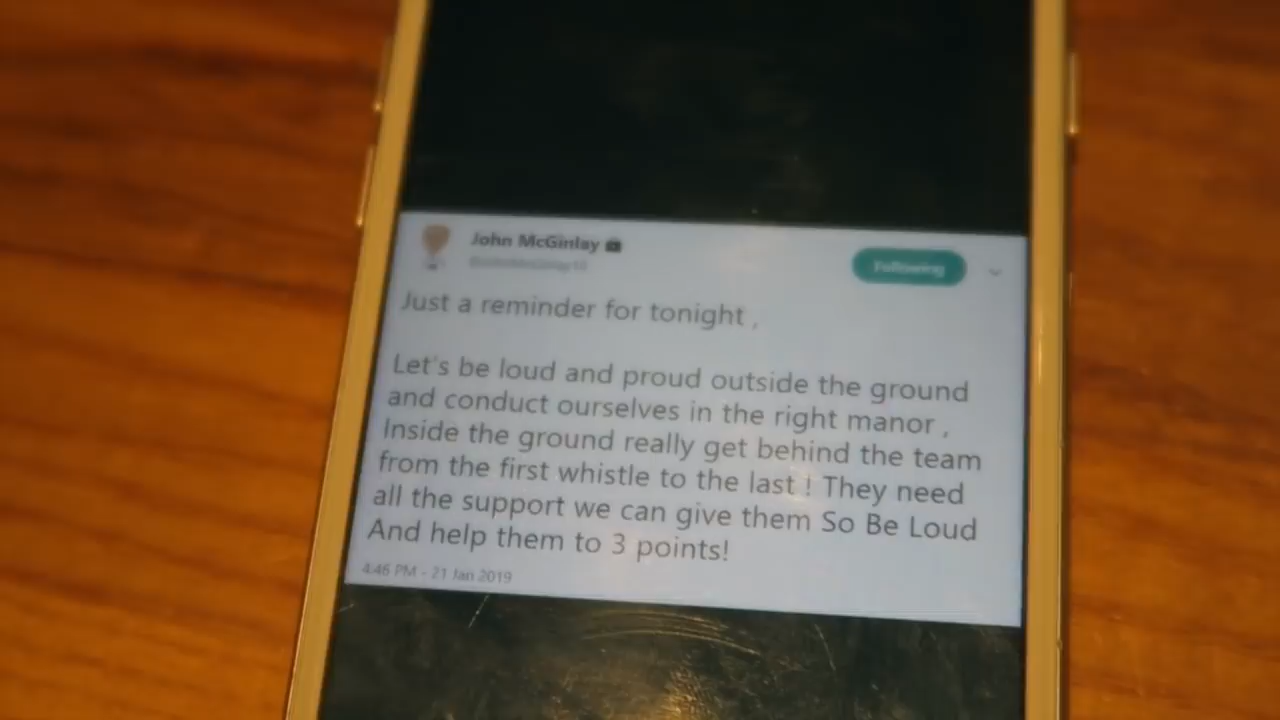 John McGinlay
Following
Just a reminder for tonight ,
Let's be loud and proud outside the ground
and conduct ourselves in the right manor ,
Inside the ground really get behind the team
from the first whistle to the last ! They need
all the support we can give them So Be Loud
And help them to 3 points!
4:46 PM - 21 Jan 2019